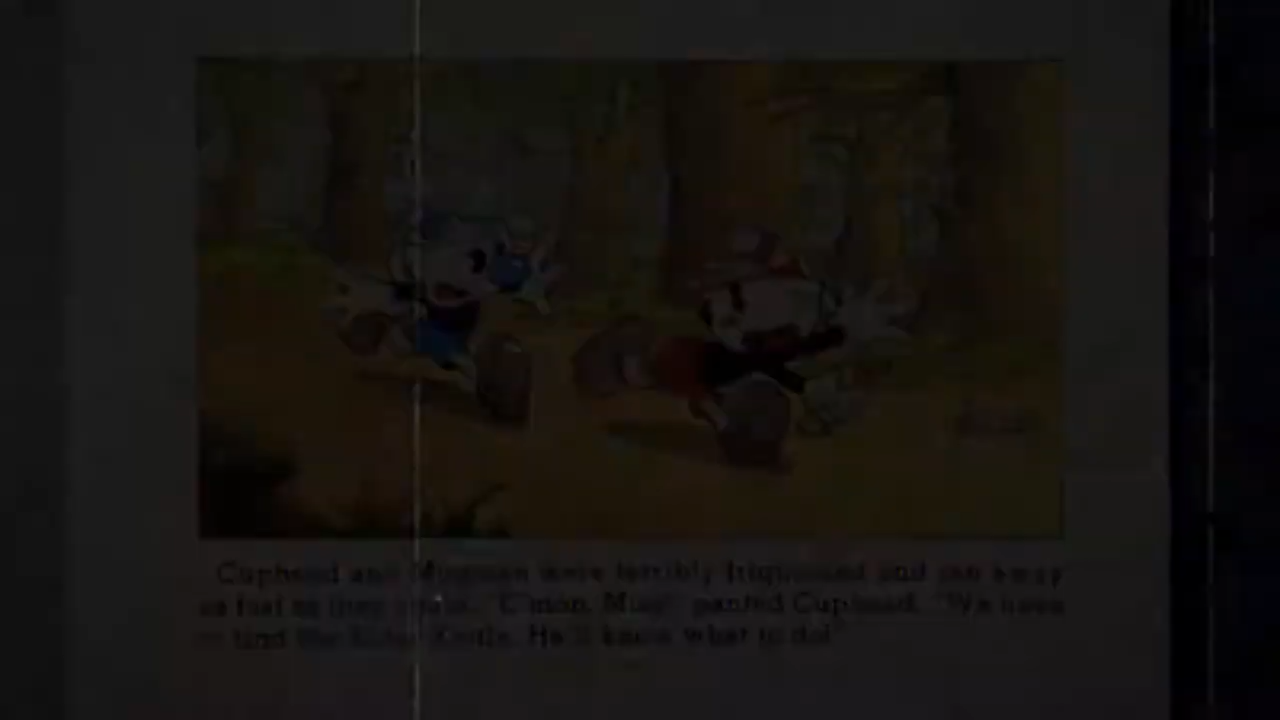 Cuphead and Mugman were terribly frightened and ran away
as fast as they could. "C'mon, Mug!" panted Cuphead. "We have
to find the Elder Kettle. He'll know what to do!"